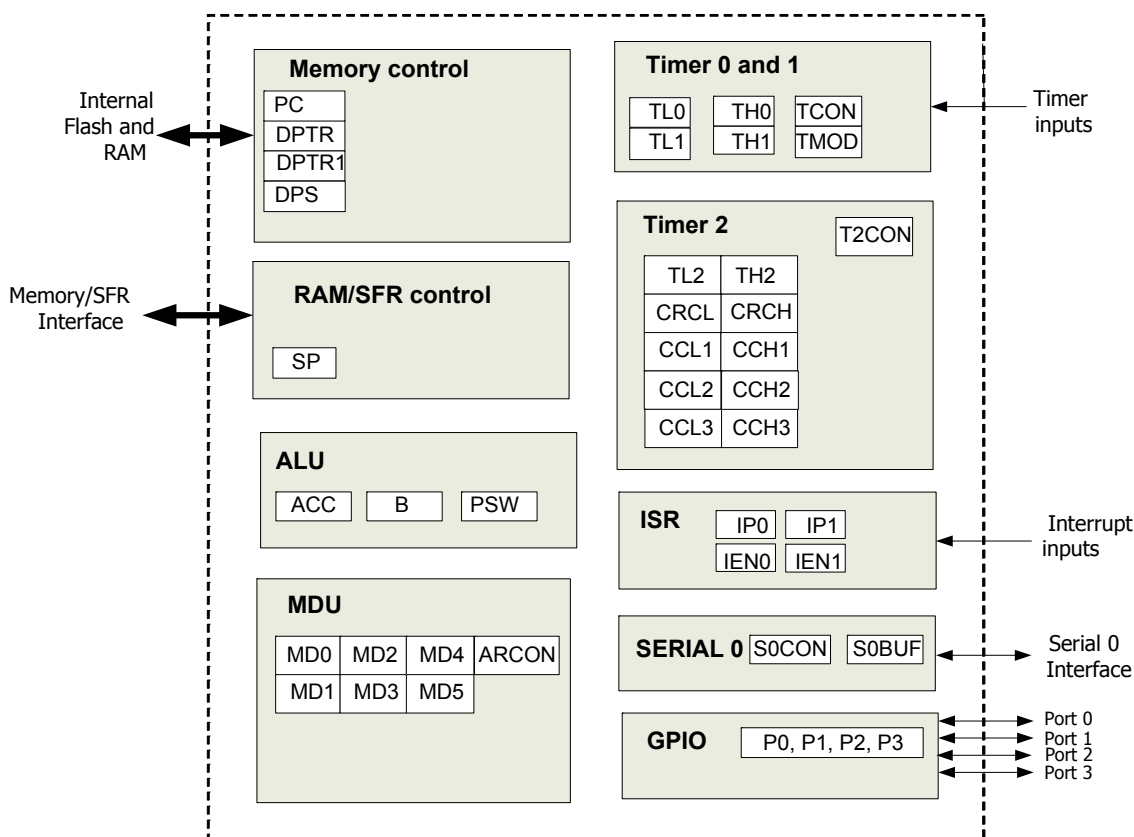 Internal
Flash and
RAM
Memory control
PC
DPTR
DPTR1
DPS
Memory/SFR
Interface
RAM/SFR control
SP
ALU
ACC B PSW
MDU
MD0 MD2 MD4 ARCON
MD1 MD3 MD5
Timer 0 and 1
TL0 TH0 TCON
TL1 TH1 TMOD
Timer
inputs
Timer 2
T2CON
TL2 TH2
CRCL CRCH
CCL1 CCH1
CCL2 CCH2
CCL3 CCH3
ISR
IP0 IP1
IEN0 IEN1
Interrupt
inputs
SERIAL 0 S0CON S0BUF
Serial 0
Interface
GPIO P0, P1, P2, P3
Port 0
Port 1
Port 2
Port 3